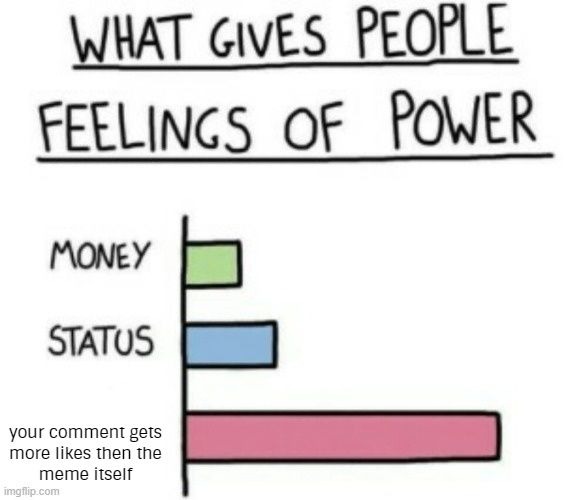 WHAT GIVES PEOPLE
FEELINGS OF POWER
MONEY
STATUS
your comment gets
more likes then the
meme itself
imgflip.com